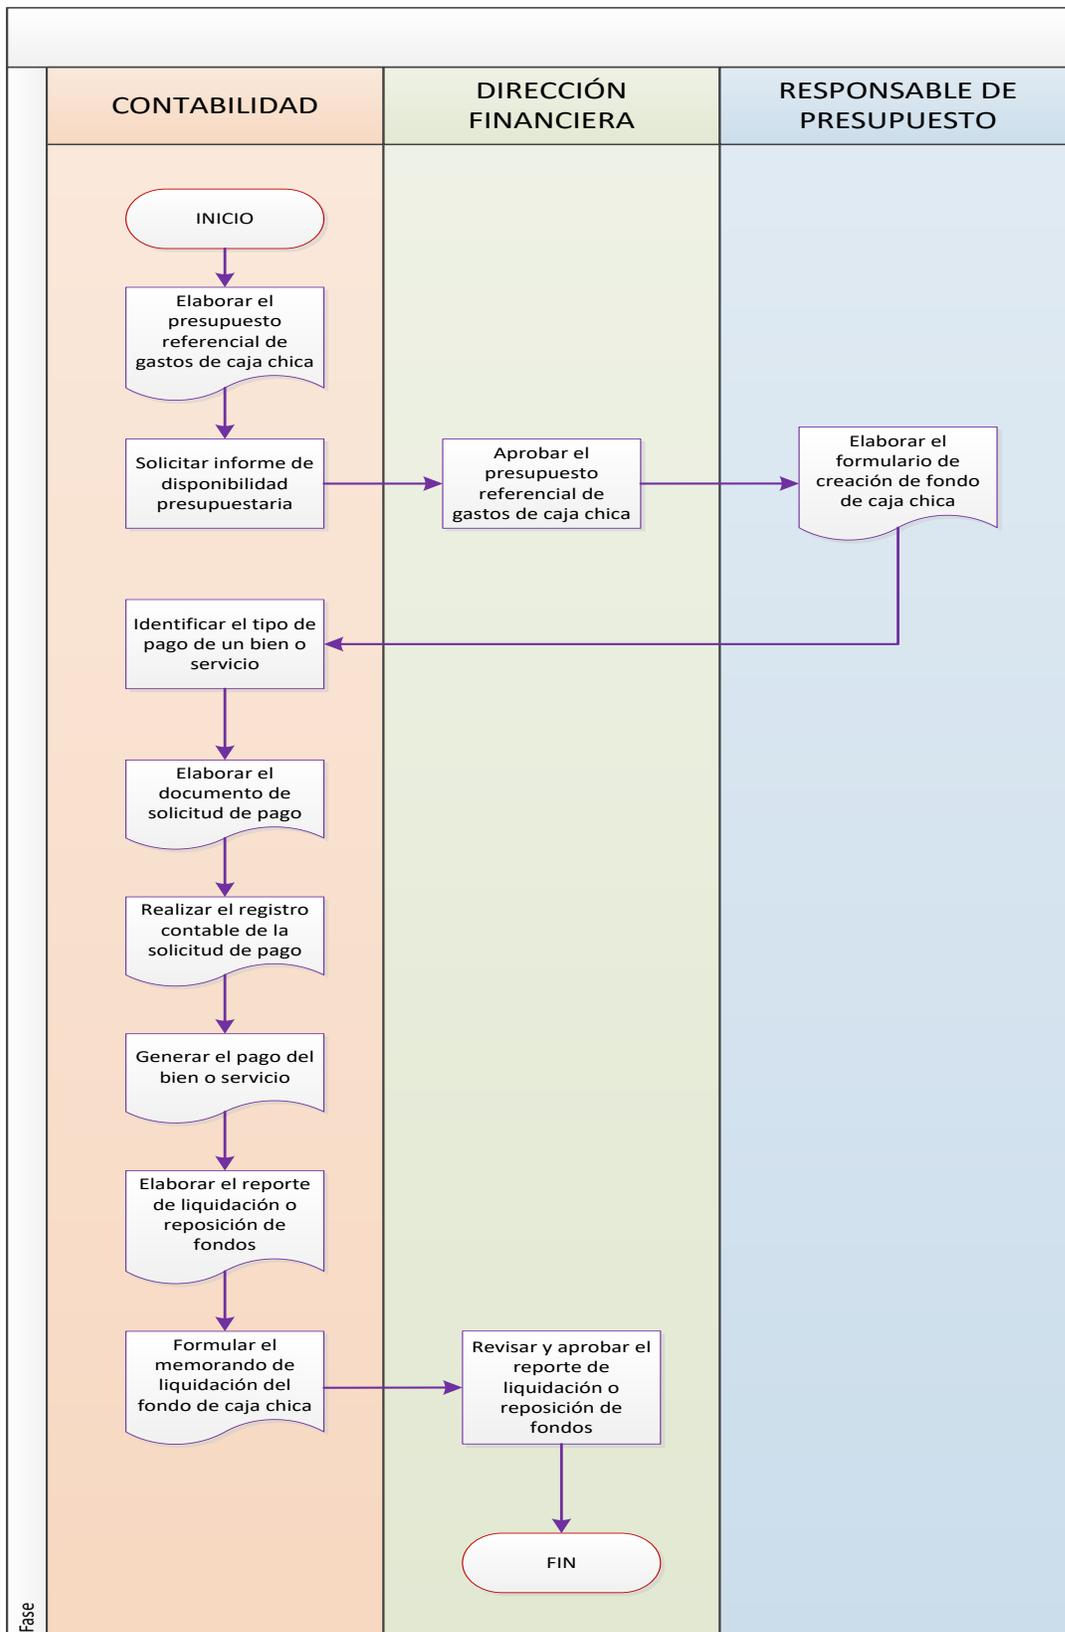 CONTABILIDAD
DIRECCIÓN
FINANCIERA
RESPONSABLE DE
PRESUPUESTO
INICIO
Elaborar el
presupuesto
referencial de
gastos de caja chica
Solicitar informe de
disponibilidad
presupuestaria
Aprobar el
presupuesto
referencial de
gastos de caja chica
Elaborar el
formulario de
creación de fondo
de caja chica
Identificar el tipo de
pago de un bien o
servicio
Elaborar el
documento de
solicitud de pago
Realizar el registro
contable de la
solicitud de pago
Generar el pago del
bien o servicio
Elaborar el reporte
de liquidación o
reposición de
fondos
Formular el
memorando de
liquidación del
fondo de caja chica
Revisar y aprobar el
reporte de
liquidación o
reposición de
fondos
FIN
Fase